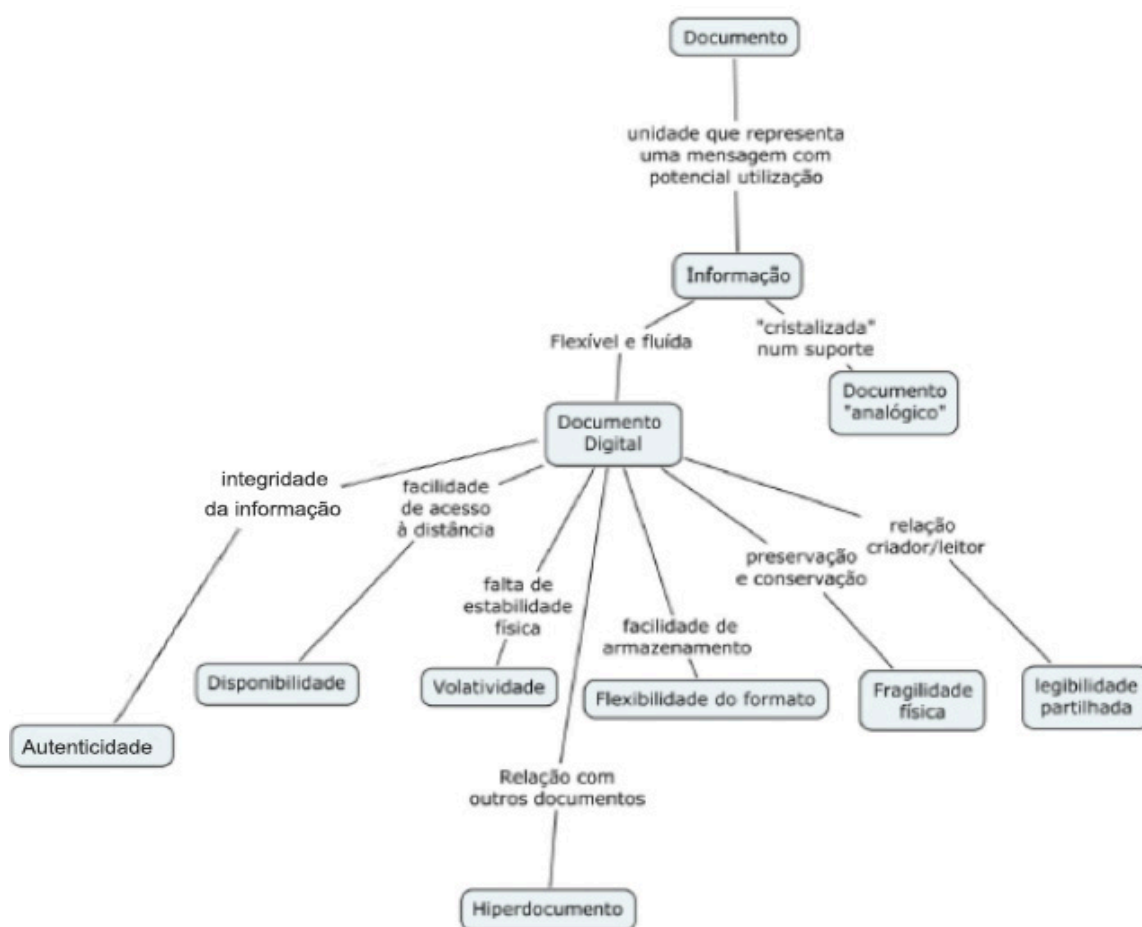 Documento
unidade que representa
uma mensagem com
potencial utilização
Informação
Flexível e fluída
"cristalizada"
num suporte
Documento
"analógico"
Documento
Digital
integridade
da informação
facilidade
de acesso
à distância
falta de
estabilidade
física
facilidade de
armazenamento
preservação
e conservação
relação
criador/leitor
Autenticidade
Disponibilidade
Volatividade
Flexibilidade do formato
Fragilidade
física
legibilidade
partilhada
Relação com
outros documentos
Hiperdocumento